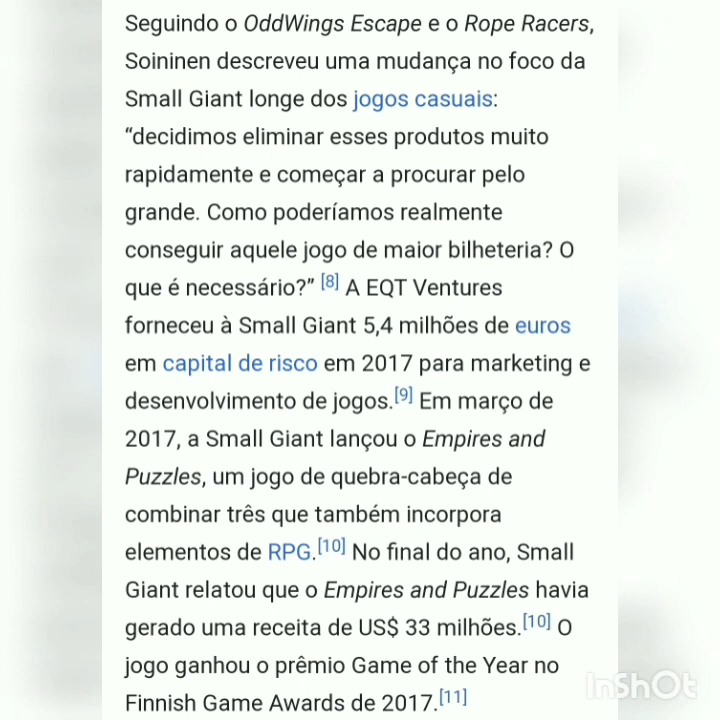 Seguindo o OddWings Escape e o Rope Racers,
Soininen descreveu uma mudança no foco da
Small Giant longe dos jogos casuais:
“decidimos eliminar esses produtos muito
rapidamente e começar a procurar pelo
grande. Como poderíamos realmente
conseguir aquele jogo de maior bilheteria? O
que é necessário?” [8] A EQT Ventures
forneceu à Small Giant 5,4 milhões de euros
em capital de risco em 2017 para marketing e
desenvolvimento de jogos.[9] Em março de
2017, a Small Giant lançou o Empires and
Puzzles, um jogo de quebra-cabeça de
combinar três que também incorpora
elementos de RPG.[10] No final do ano, Small
Giant relatou que o Empires and Puzzles havia
gerado uma receita de US$ 33 milhões.[10] O
jogo ganhou o prêmio Game of the Year no
Finnish Game Awards de 2017.[11]
InShOt